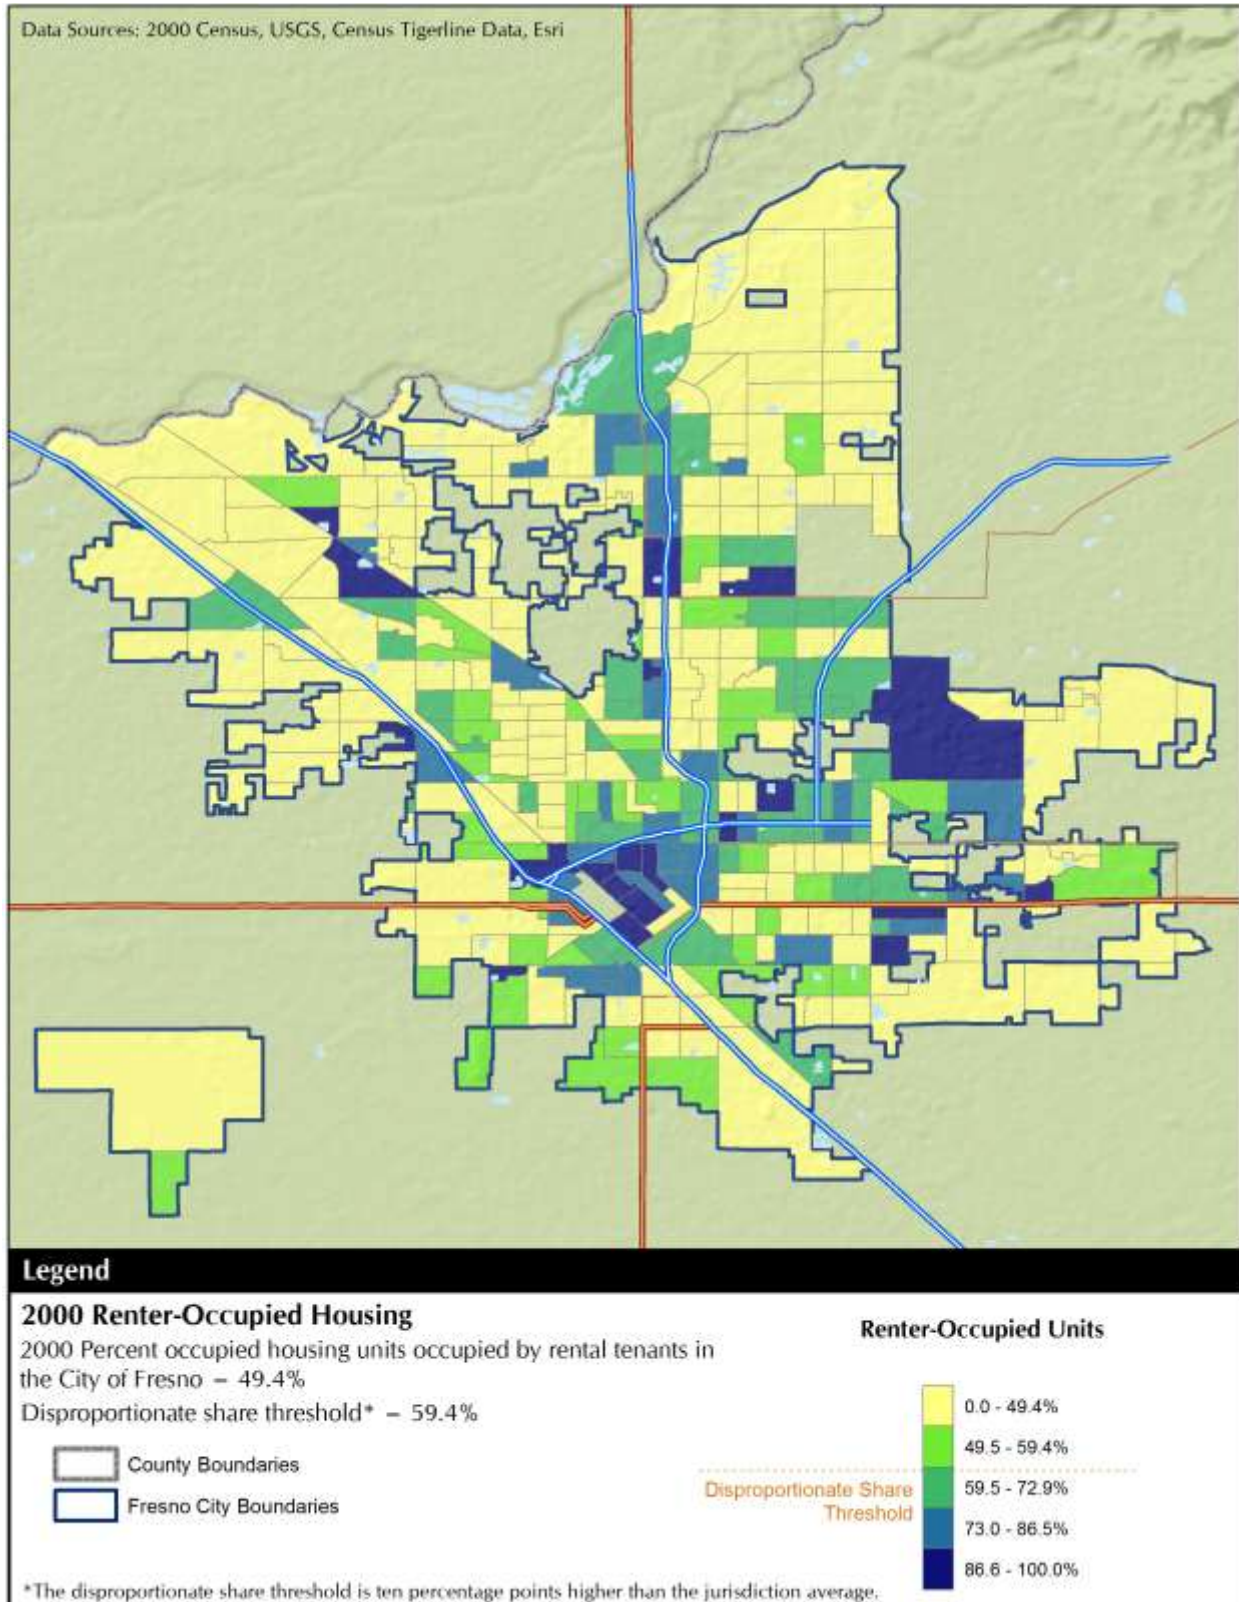 Data Sources: 2000 Census, USGS, Census Tigerline Data, Esri
Legend
2000 Renter-Occupied Housing
2000 Percent occupied housing units occupied by rental tenants in
the City of Fresno – 49.4%
Disproportionate share threshold* – 59.4%
County Boundaries
Fresno City Boundaries
Renter-Occupied Units
0.0 - 49.4%
49.5 - 59.4%
Disproportionate Share
Threshold
59.5 - 72.9%
73.0 - 86.5%
86.6 - 100.0%
*The disproportionate share threshold is ten percentage points higher than the jurisdiction average.